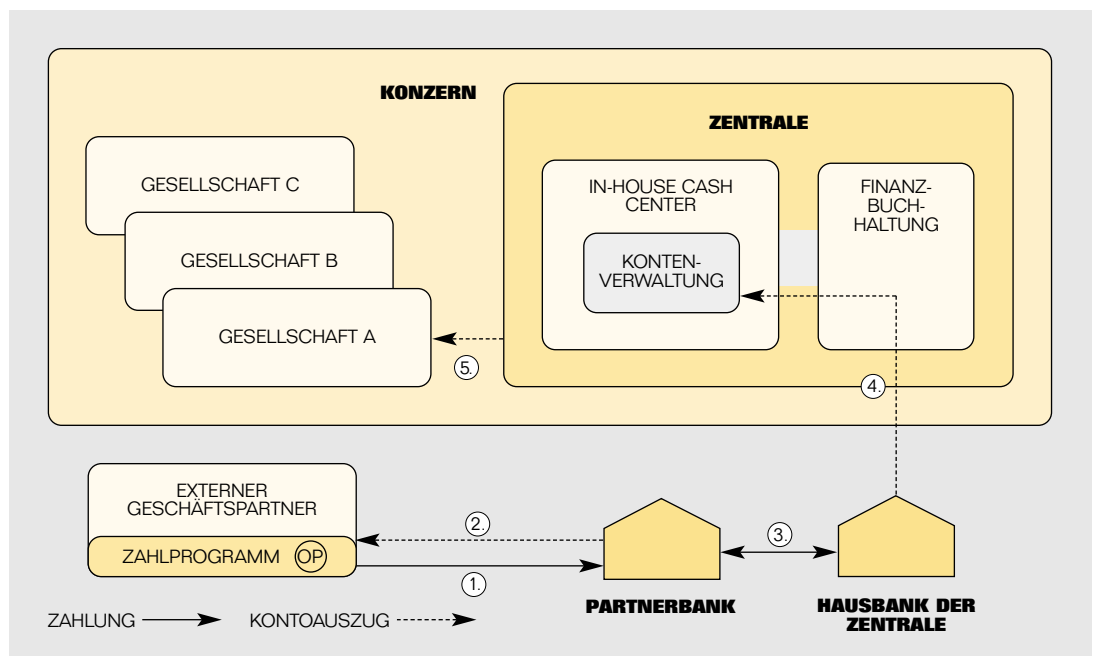 KONZERN
ZENTRALE
GESELLSCHAFT C
GESELLSCHAFT B
GESELLSCHAFT A
IN-HOUSE CASH
CENTER
KONTEN-
VERWALTUNG
FINANZ-
BUCH-
HALTUNG
5.
4.
EXTERNER
GESCHÄFTSPARTNER
ZAHLPROGRAMM OP
2.
1.
3.
PARTNERBANK
HAUSBANK DER
ZENTRALE
ZAHLUNG
KONTOAUSZUG